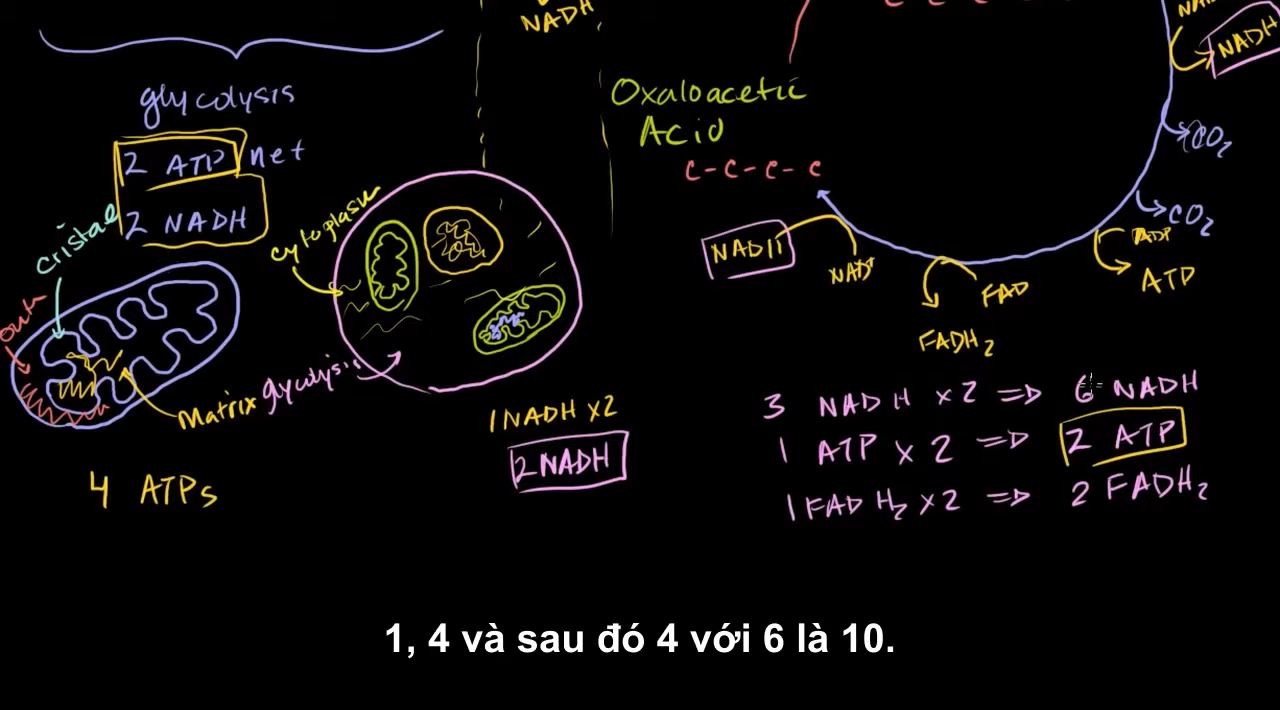 NADH
glycolysis
2 ATP net
2 NADH
cristae
cytoplasm
Matrix
glycolysis
4 ATPs
1 NADH x2
2 NADH
Oxaloacetic
Acid
C-C-C-C
NADH
NADH
CO2
CO2
ADP
ATP
FAD
FADH2
3 NADH x 2 ⇒ 6 NADH
1 ATP x 2 ⇒ 2 ATP
1 FADH2 x 2 ⇒ 2 FADH2
1, 4 và sau đó 4 với 6 là 10.